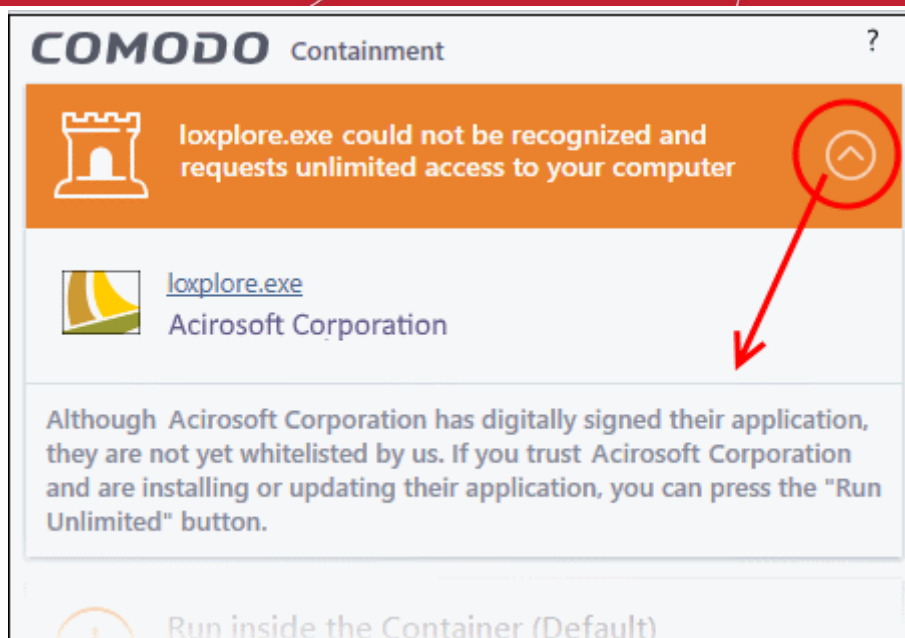 COMODO Containment ?
loxplore.exe could not be recognized and
requests unlimited access to your computer
loxplore.exe
Acirosoft Corporation
Although Acirosoft Corporation has digitally signed their application,
they are not yet whitelisted by us. If you trust Acirosoft Corporation
and are installing or updating their application, you can press the "Run
Unlimited" button.
Run inside the Container (Default)